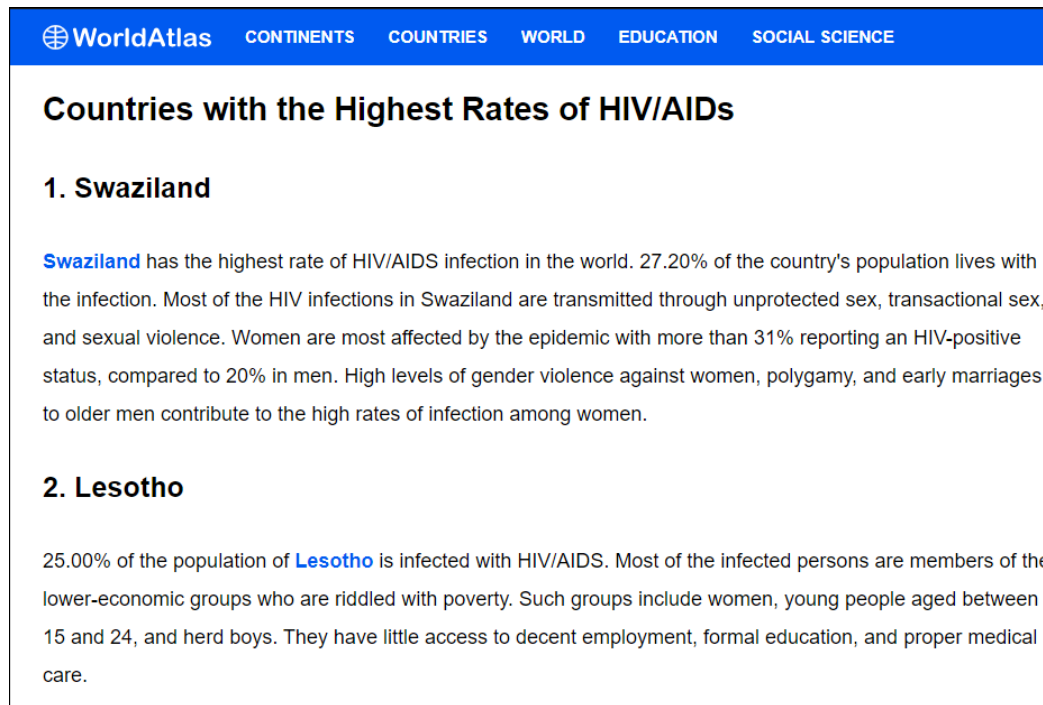 WorldAtlas CONTINENTS COUNTRIES WORLD EDUCATION SOCIAL SCIENCE
Countries with the Highest Rates of HIV/AIDs
1. Swaziland
Swaziland has the highest rate of HIV/AIDS infection in the world. 27.20% of the country's population lives with
the infection. Most of the HIV infections in Swaziland are transmitted through unprotected sex, transactional sex,
and sexual violence. Women are most affected by the epidemic with more than 31% reporting an HIV-positive
status, compared to 20% in men. High levels of gender violence against women, polygamy, and early marriages
to older men contribute to the high rates of infection among women.
2. Lesotho
25.00% of the population of Lesotho is infected with HIV/AIDS. Most of the infected persons are members of the
lower-economic groups who are riddled with poverty. Such groups include women, young people aged between
15 and 24, and herd boys. They have little access to decent employment, formal education, and proper medical
care.